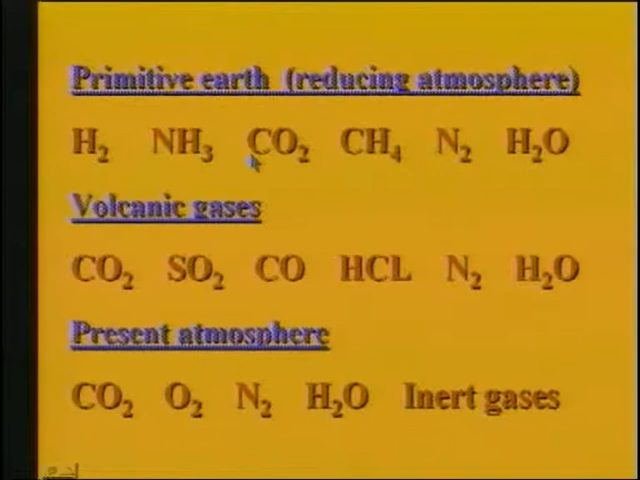 Primitive earth (reducing atmosphere)
H₂ NH₃ CO₂ CH₄ N₂ H₂O
Volcanic gases
CO₂ SO₂ CO HCL N₂ H₂O
Present atmosphere
CO₂ O₂ N₂ H₂O Inert gases